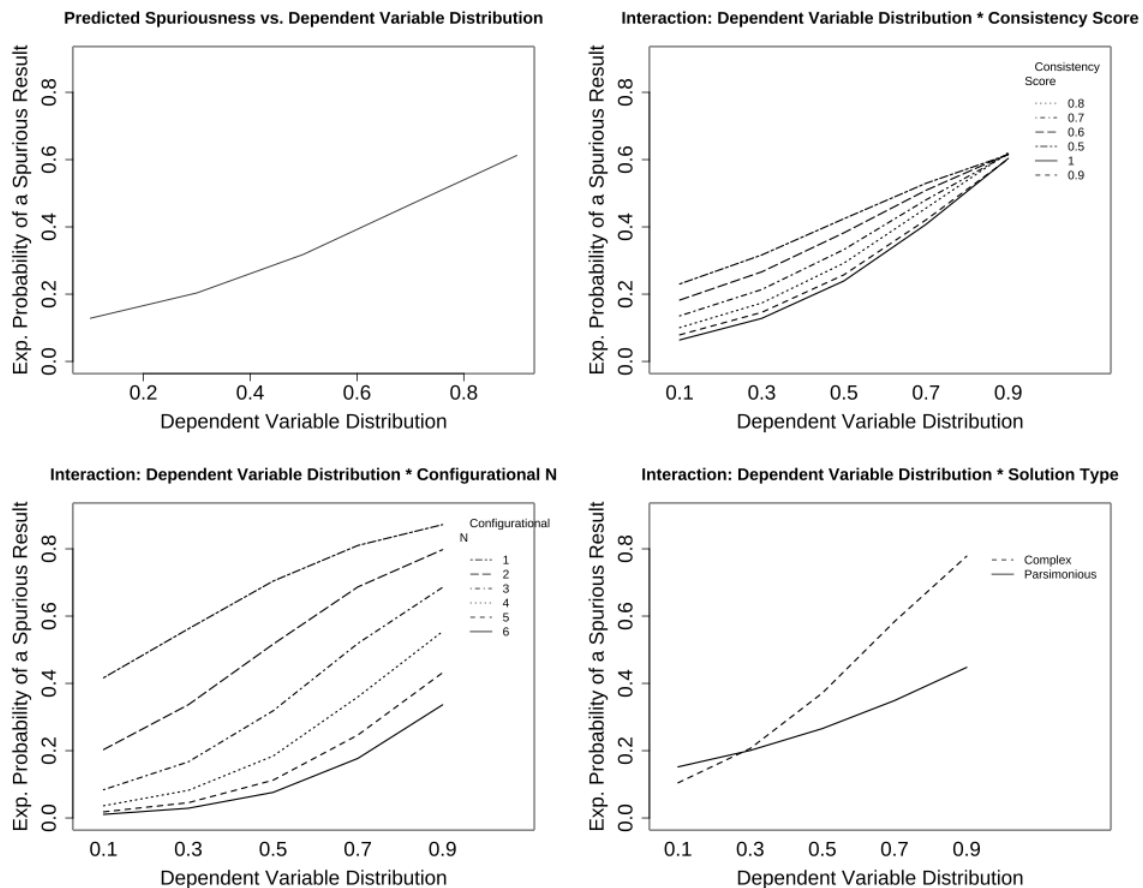 Predicted Spuriousness vs. Dependent Variable Distribution
Exp. Probability of a Spurious Result
0.8
0.6
0.4
0.2
0.0
0.2 0.4 0.6 0.8
Dependent Variable Distribution
Interaction: Dependent Variable Distribution * Consistency Score
Exp. Probability of a Spurious Result
0.8
0.6
0.4
0.2
0.0
Consistency
Score
0.8
0.7
0.6
0.5
1
0.9
0.1 0.3 0.5 0.7 0.9
Dependent Variable Distribution
Interaction: Dependent Variable Distribution * Configurational N
Exp. Probability of a Spurious Result
0.8
0.6
0.4
0.2
0.0
Configurational
N
1
2
3
4
5
6
0.1 0.3 0.5 0.7 0.9
Dependent Variable Distribution
Interaction: Dependent Variable Distribution * Solution Type
Exp. Probability of a Spurious Result
0.8
0.6
0.4
0.2
0.0
Complex
Parsimonious
0.1 0.3 0.5 0.7 0.9
Dependent Variable Distribution